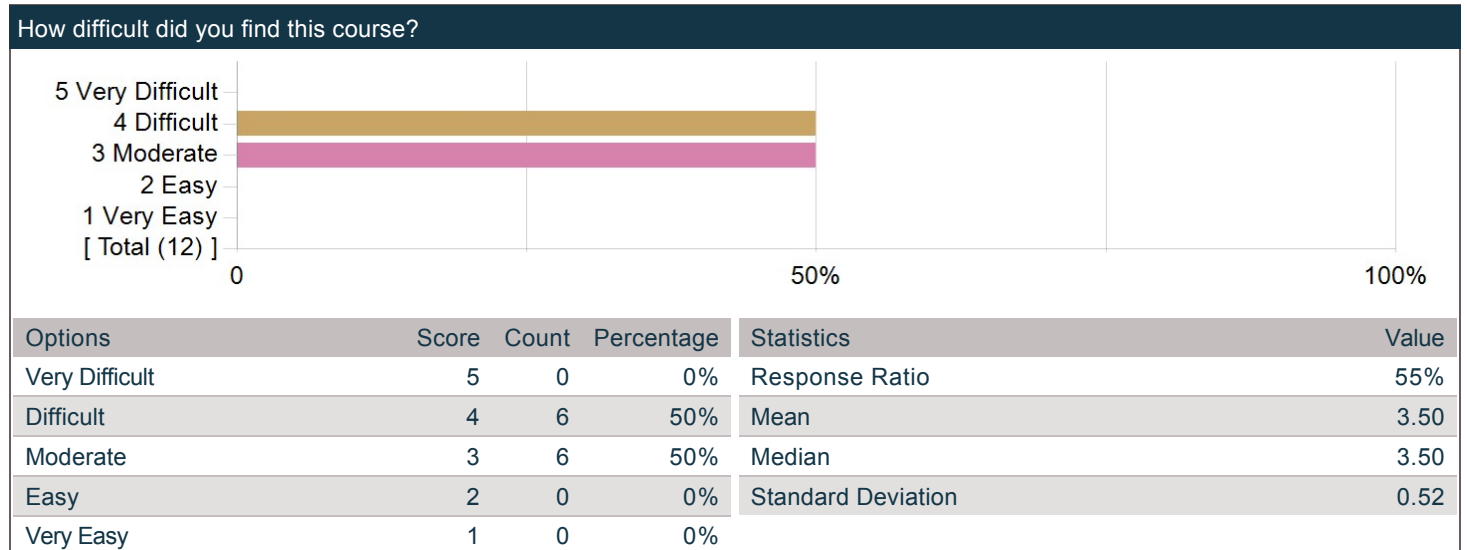 How difficult did you find this course?
5 Very Difficult
4 Difficult
3 Moderate
2 Easy
1 Very Easy
[ Total (12) ]
0 50% 100%
Options Score Count Percentage
Very Difficult 5 0 0%
Difficult 4 6 50%
Moderate 3 6 50%
Easy 2 0 0%
Very Easy 1 0 0%
Statistics Value
Response Ratio 55%
Mean 3.50
Median 3.50
Standard Deviation 0.52